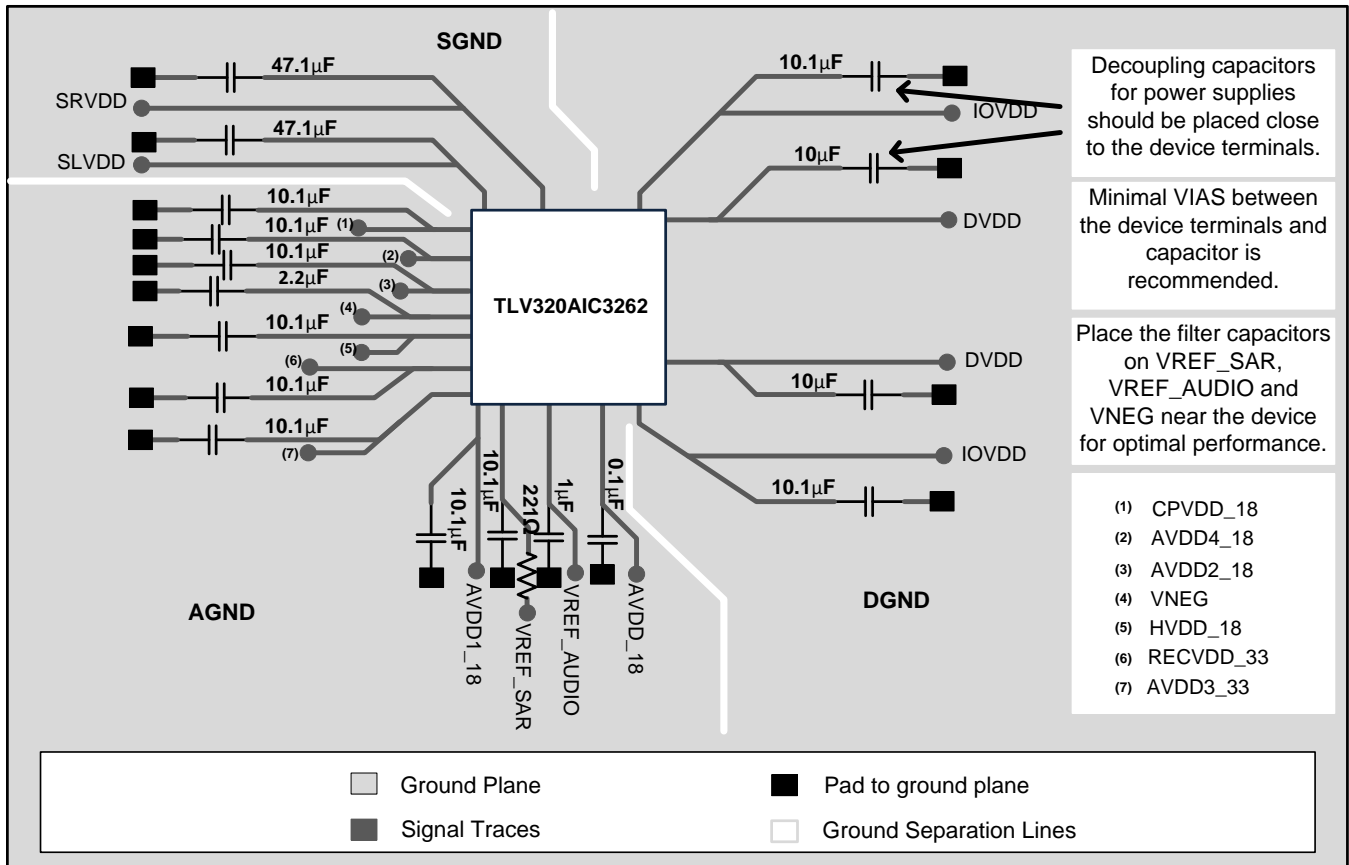 SGND
47.1μF
SRVDD
47.1μF
SLVDD
10.1μF
(1)
10.1μF
(2)
10.1μF
(3)
2.2μF
(4)
10.1μF
(5)
(6)
10.1μF
10.1μF
(7)
TLV320AIC3262
10.1μF
IOVDD
10μF
DVDD
DVDD
10μF
IOVDD
10.1μF
10.1μF
10.1μF
221Ω
1μF
0.1μF
AVDD1_18
VREF_SAR
VREF_AUDIO
AVDD_18
AGND
DGND
Decoupling capacitors
for power supplies
should be placed close
to the device terminals.
Minimal VIAS between
the device terminals and
capacitor is
recommended.
Place the filter capacitors
on VREF_SAR,
VREF_AUDIO and
VNEG near the device
for optimal performance.
(1) CPVDD_18
(2) AVDD4_18
(3) AVDD2_18
(4) VNEG
(5) HVDD_18
(6) RECVDD_33
(7) AVDD3_33
Ground Plane
Pad to ground plane
Signal Traces
Ground Separation Lines